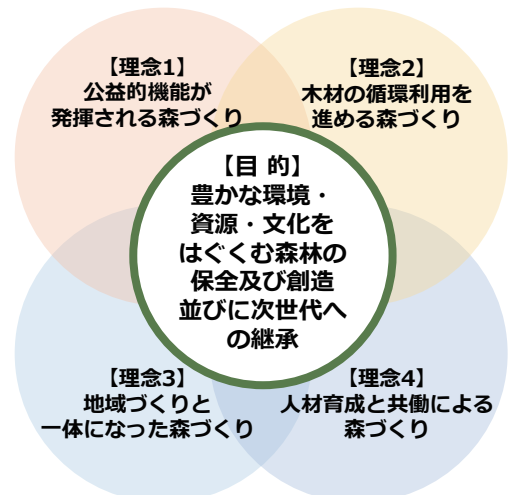 【理念1】
公益的機能が
発揮される森づくり
【理念2】
木材の循環利用を
進める森づくり
【目 的】
豊かな環境・
資源・文化を
はぐくむ森林の
保全及び創造
並びに次世代へ
の継承
【理念3】
地域づくりと
一体になった森づくり
【理念4】
人材育成と共働による
森づくり